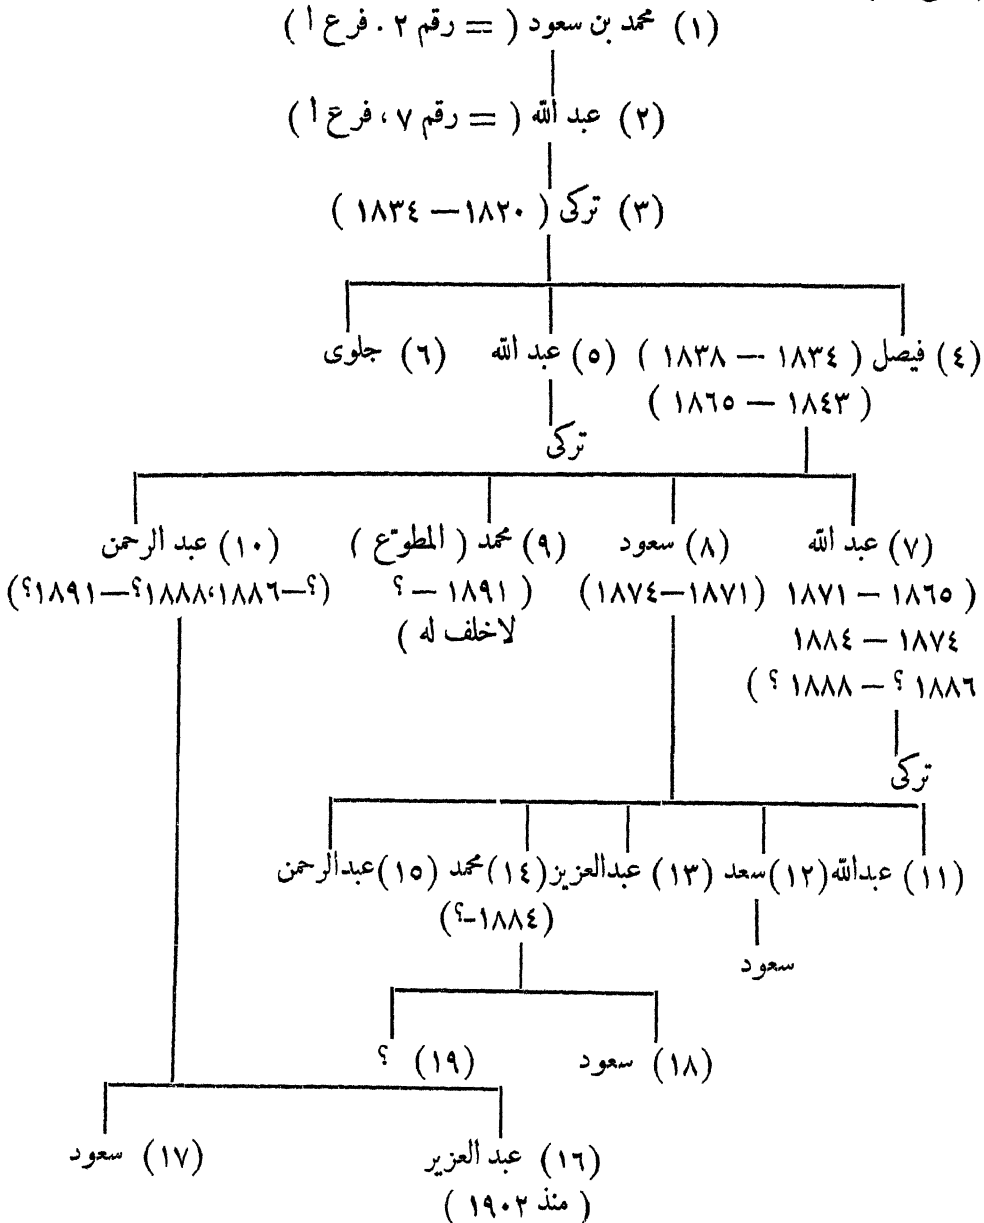 (١) محمد بن سعود ( = رقم ٢ . فرع أ )
(٢) عبد الله ( = رقم ٧ ، فرع أ )
(٣) تركى ( ١٨٢٠ — ١٨٣٤ )
(٤) فيصل ( ١٨٣٤ — ١٨٣٨ ) (٥) عبد الله (٦) جلوى
( ١٨٤٣ — ١٨٦٥ )
تركى
(٧) عبد الله (٨) سعود (٩) محمد ( المطوّع ) (١٠) عبد الرحمن
( ١٨٦٥ — ١٨٧١ (١٨٧١—١٨٧٤) ( ١٨٩١ — ؟ (؟—١٨٨٦،١٨٨٨؟—١٨٩١؟)
١٨٧٤ — ١٨٨٤ لاخلف له )
١٨٨٦ ؟ — ١٨٨٨ ؟ )
تركى
(١١) عبدالله (١٢) سعد (١٣) عبدالعزيز (١٤) محمد (١٥) عبدالرحمن
(١٨٨٤-؟)
سعود
(١٨) سعود (١٩) ؟
(١٦) عبد العزير (١٧) سعود
( منذ ١٩٠٢ )